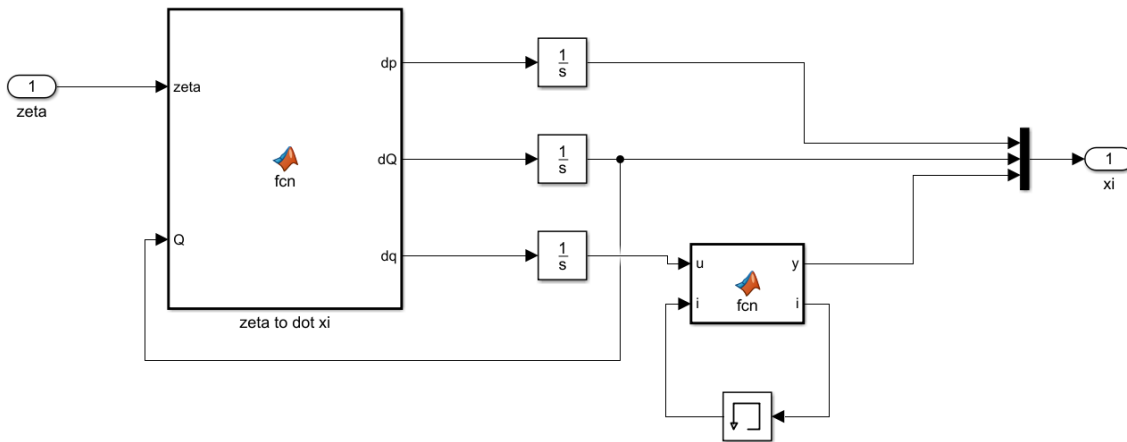 1
zeta
zeta
Q
fcn
dp
dQ
dq
zeta to dot xi
1
s
1
s
1
s
u
i
fcn
y
i
1
xi